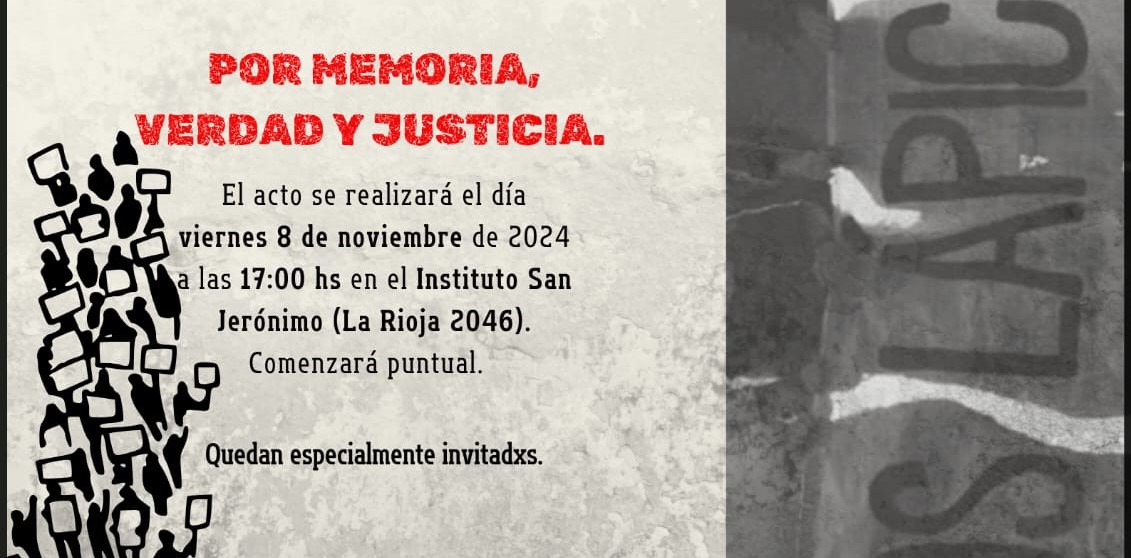 POR MEMORIA,
VERDAD Y JUSTICIA.
El acto se realizará el día
viernes 8 de noviembre de 2024
a las 17:00 hs en el Instituto San
Jerónimo (La Rioja 2046).
Comenzará puntual.
Quedan especialmente invitadxs.
S LAPIC